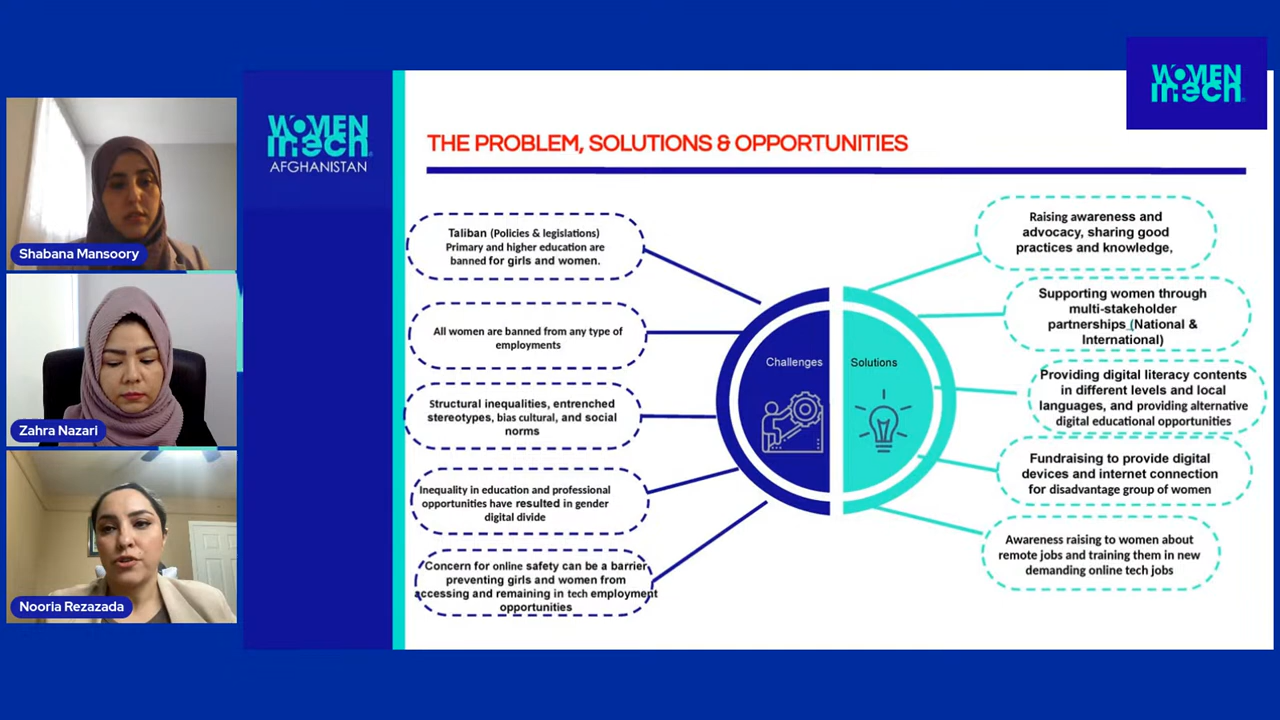 WOMEN
IN TECH
Shabana Mansoory
Zahra Nazari
Nooria Rezazada
WOMEN
IN TECH
AFGHANISTAN
THE PROBLEM, SOLUTIONS & OPPORTUNITIES
Taliban (Policies & legislations)
Primary and higher education are
banned for girls and women.
All women are banned from any type of
employments
Structural inequalities, entrenched
stereotypes, bias cultural, and social
norms
Inequality in education and professional
opportunities have resulted in gender
digital divide
Concern for online safety can be a barrier
preventing girls and women from
accessing and remaining in tech employment
opportunities
Challenges
Solutions
Raising awareness and
advocacy, sharing good
practices and knowledge,
Supporting women through
multi-stakeholder
partnerships (National &
International)
Providing digital literacy contents
in different levels and local
languages, and providing alternative
digital educational opportunities
Fundraising to provide digital
devices and internet connection
for disadvantage group of women
Awareness raising to women about
remote jobs and training them in new
demanding online tech jobs